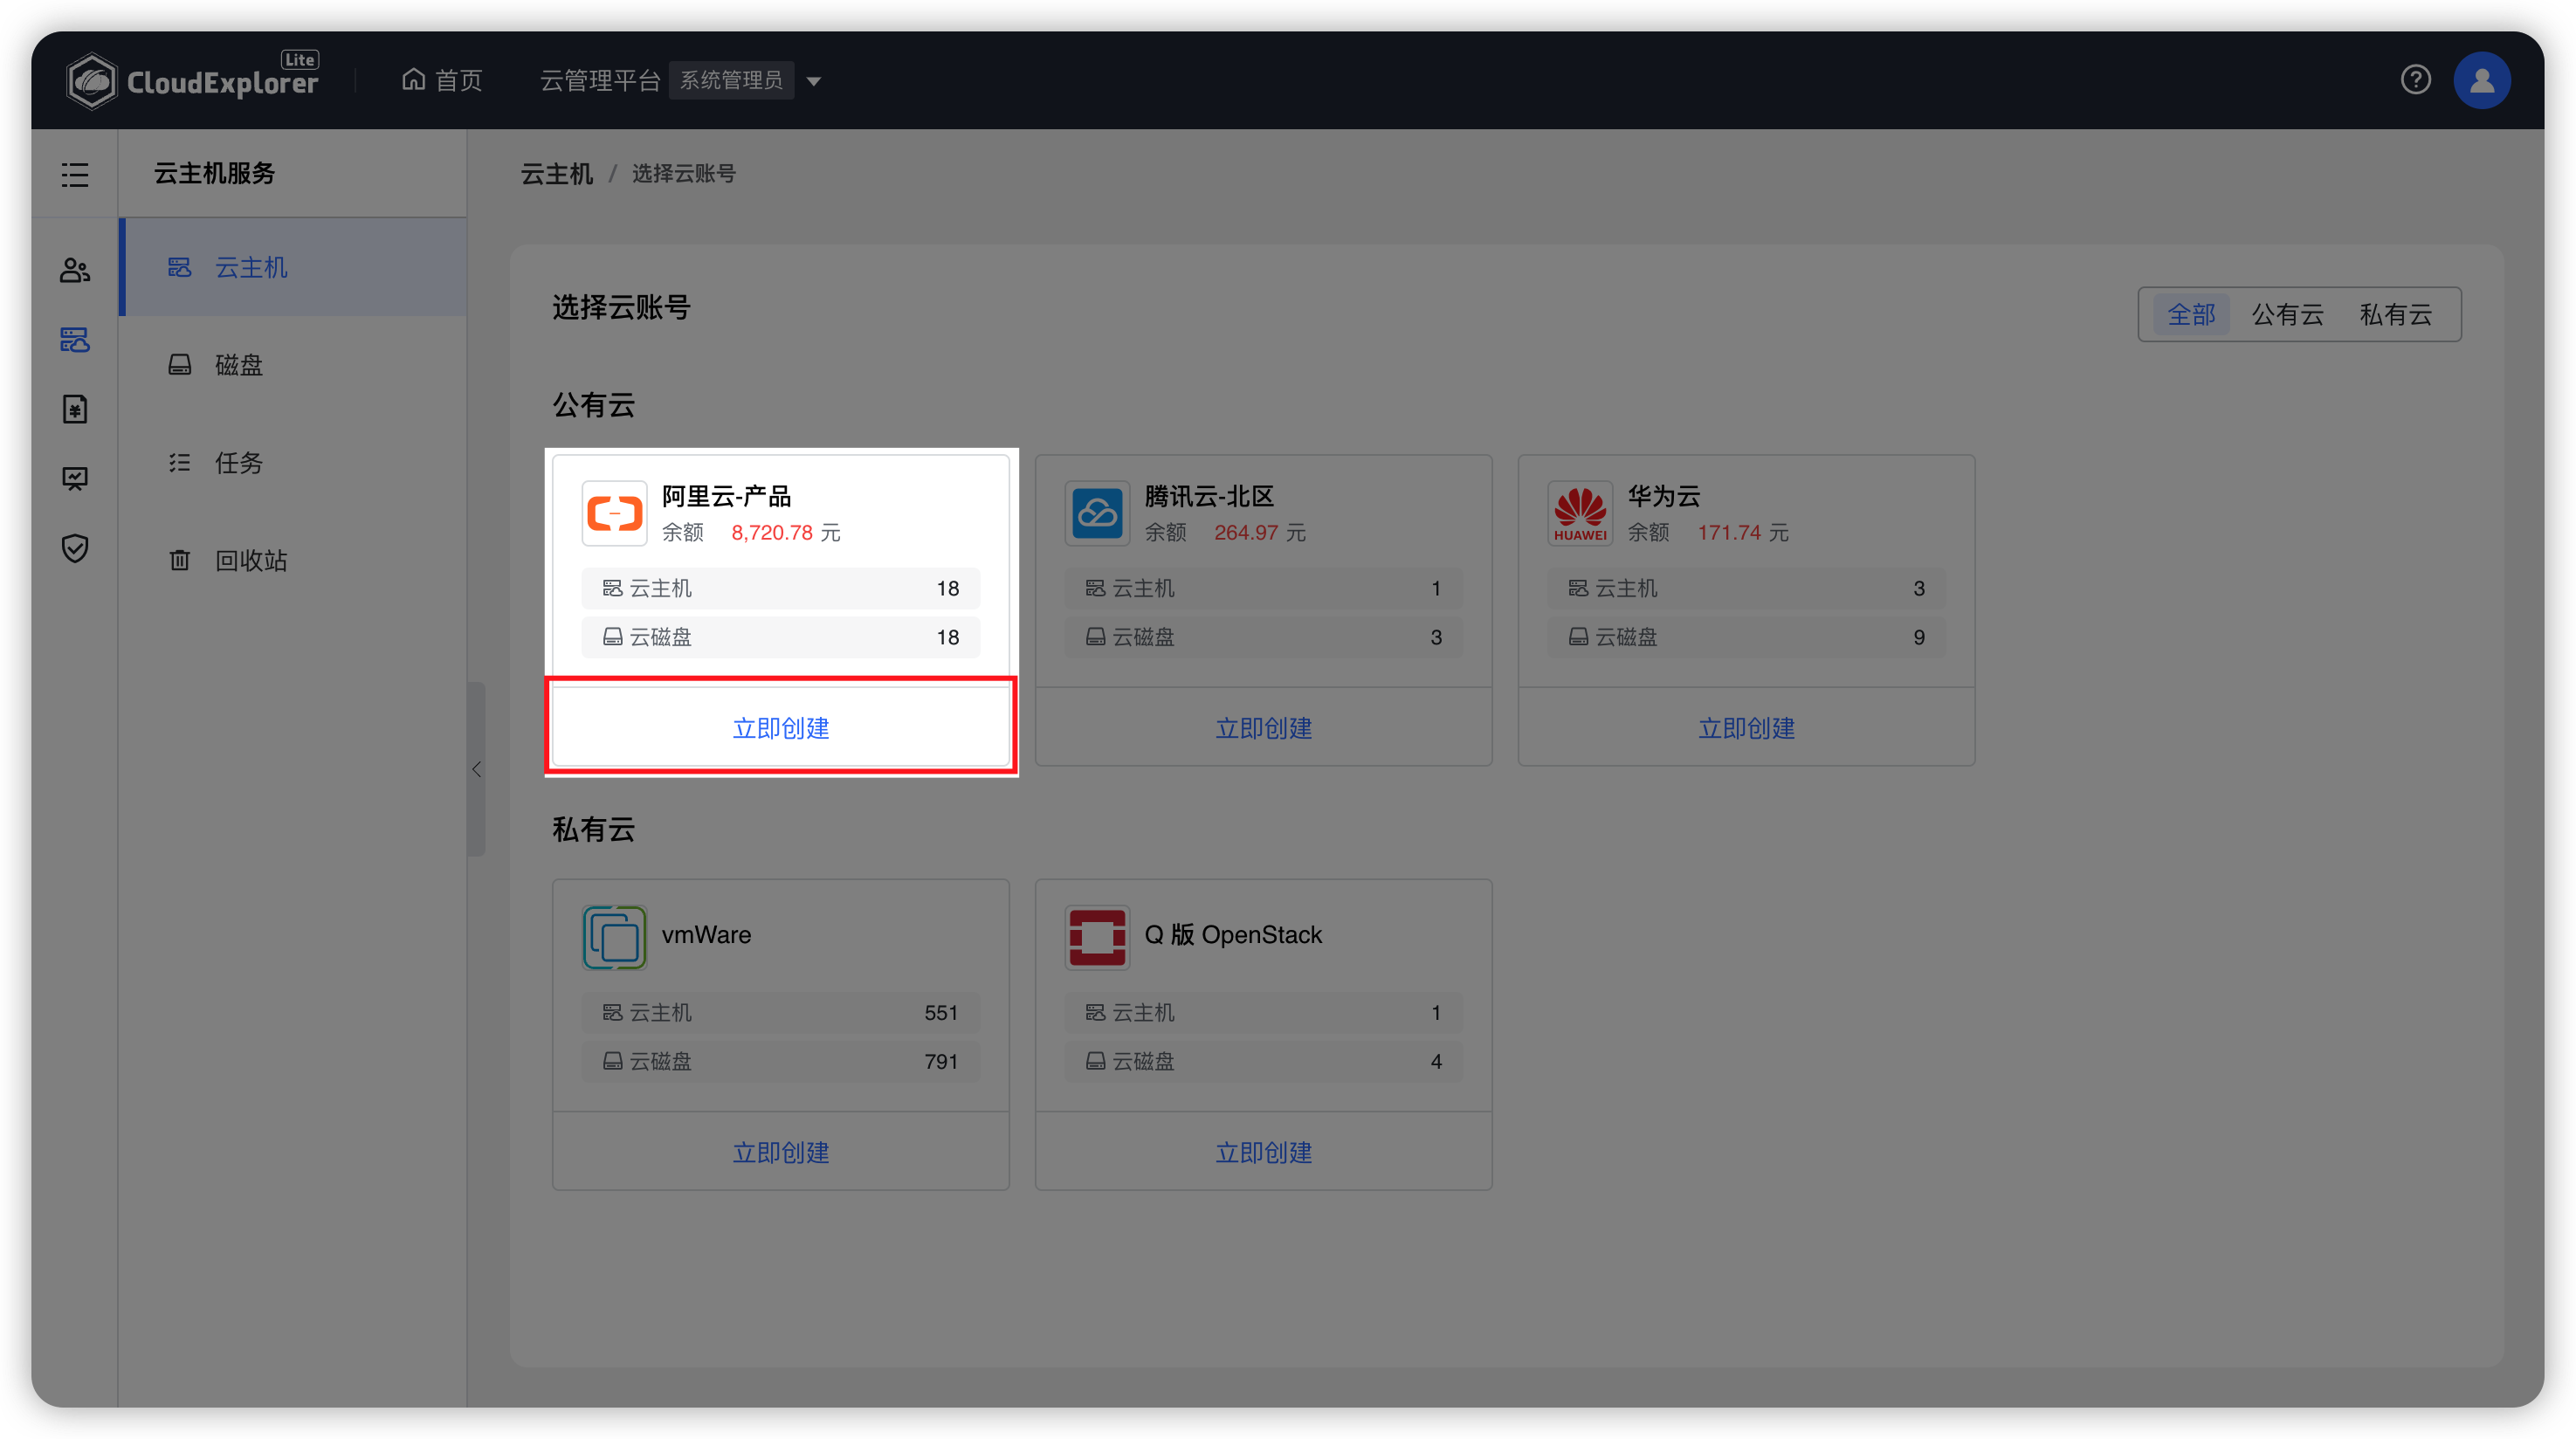 CloudExplorer Lite
首页
云管理平台 系统管理员
云主机服务
云主机
磁盘
任务
回收站
云主机 / 选择云账号
选择云账号
全部 公有云 私有云
公有云
阿里云-产品
余额 8,720.78 元
云主机 18
云磁盘 18
立即创建
腾讯云-北区
余额 264.97 元
云主机 1
云磁盘 3
立即创建
HUAWEI
华为云
余额 171.74 元
云主机 3
云磁盘 9
立即创建
私有云
vmWare
云主机 551
云磁盘 791
立即创建
Q 版 OpenStack
云主机 1
云磁盘 4
立即创建